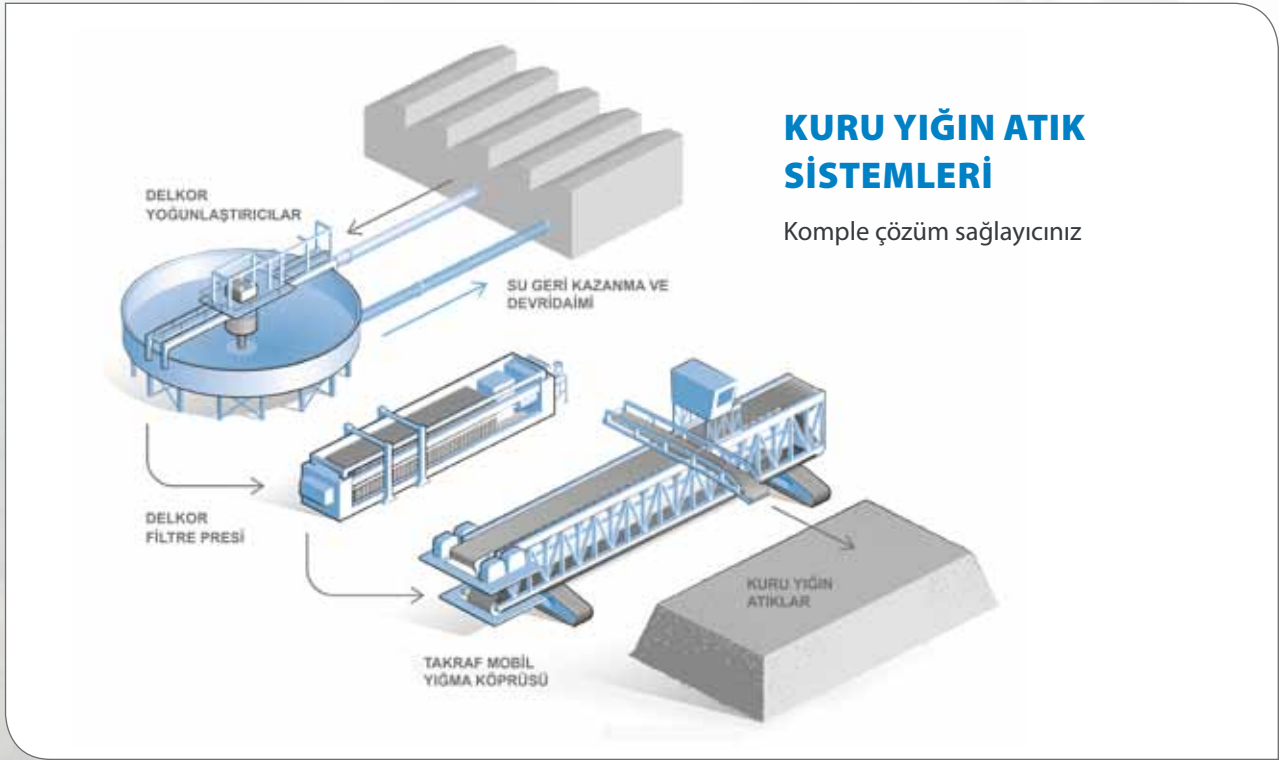 KURU YIĞIN ATIK
SİSTEMLERİ
Komple çözüm sağlayıcınız
DELKOR
YOĞUNLAŞTIRICILAR
SU GERİ KAZANMA VE
DEVRİDAİMİ
DELKOR
FİLTRE PRESİ
TAKRAF MOBİL
YIĞMA KÖPRÜSÜ
KURU YIĞIN
ATIKLAR